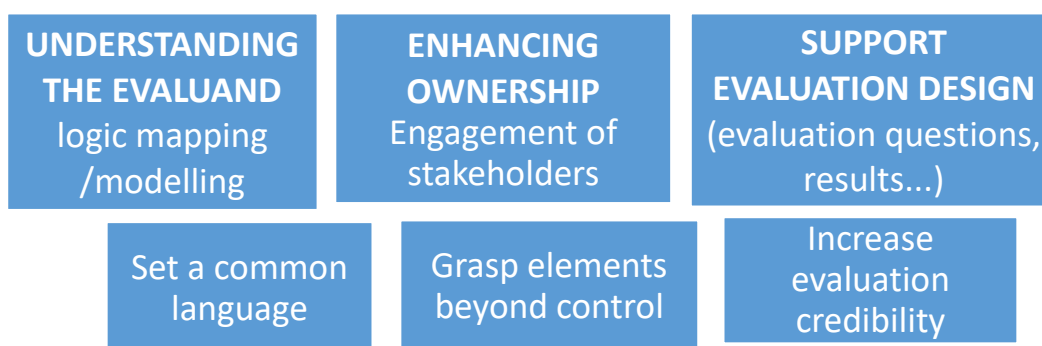 UNDERSTANDING
THE EVALUAND
logic mapping
/modelling
ENHANCING
OWNERSHIP
Engagement of
stakeholders
SUPPORT
EVALUATION DESIGN
(evaluation questions,
results...)
Set a common
language
Grasp elements
beyond control
Increase
evaluation
credibility